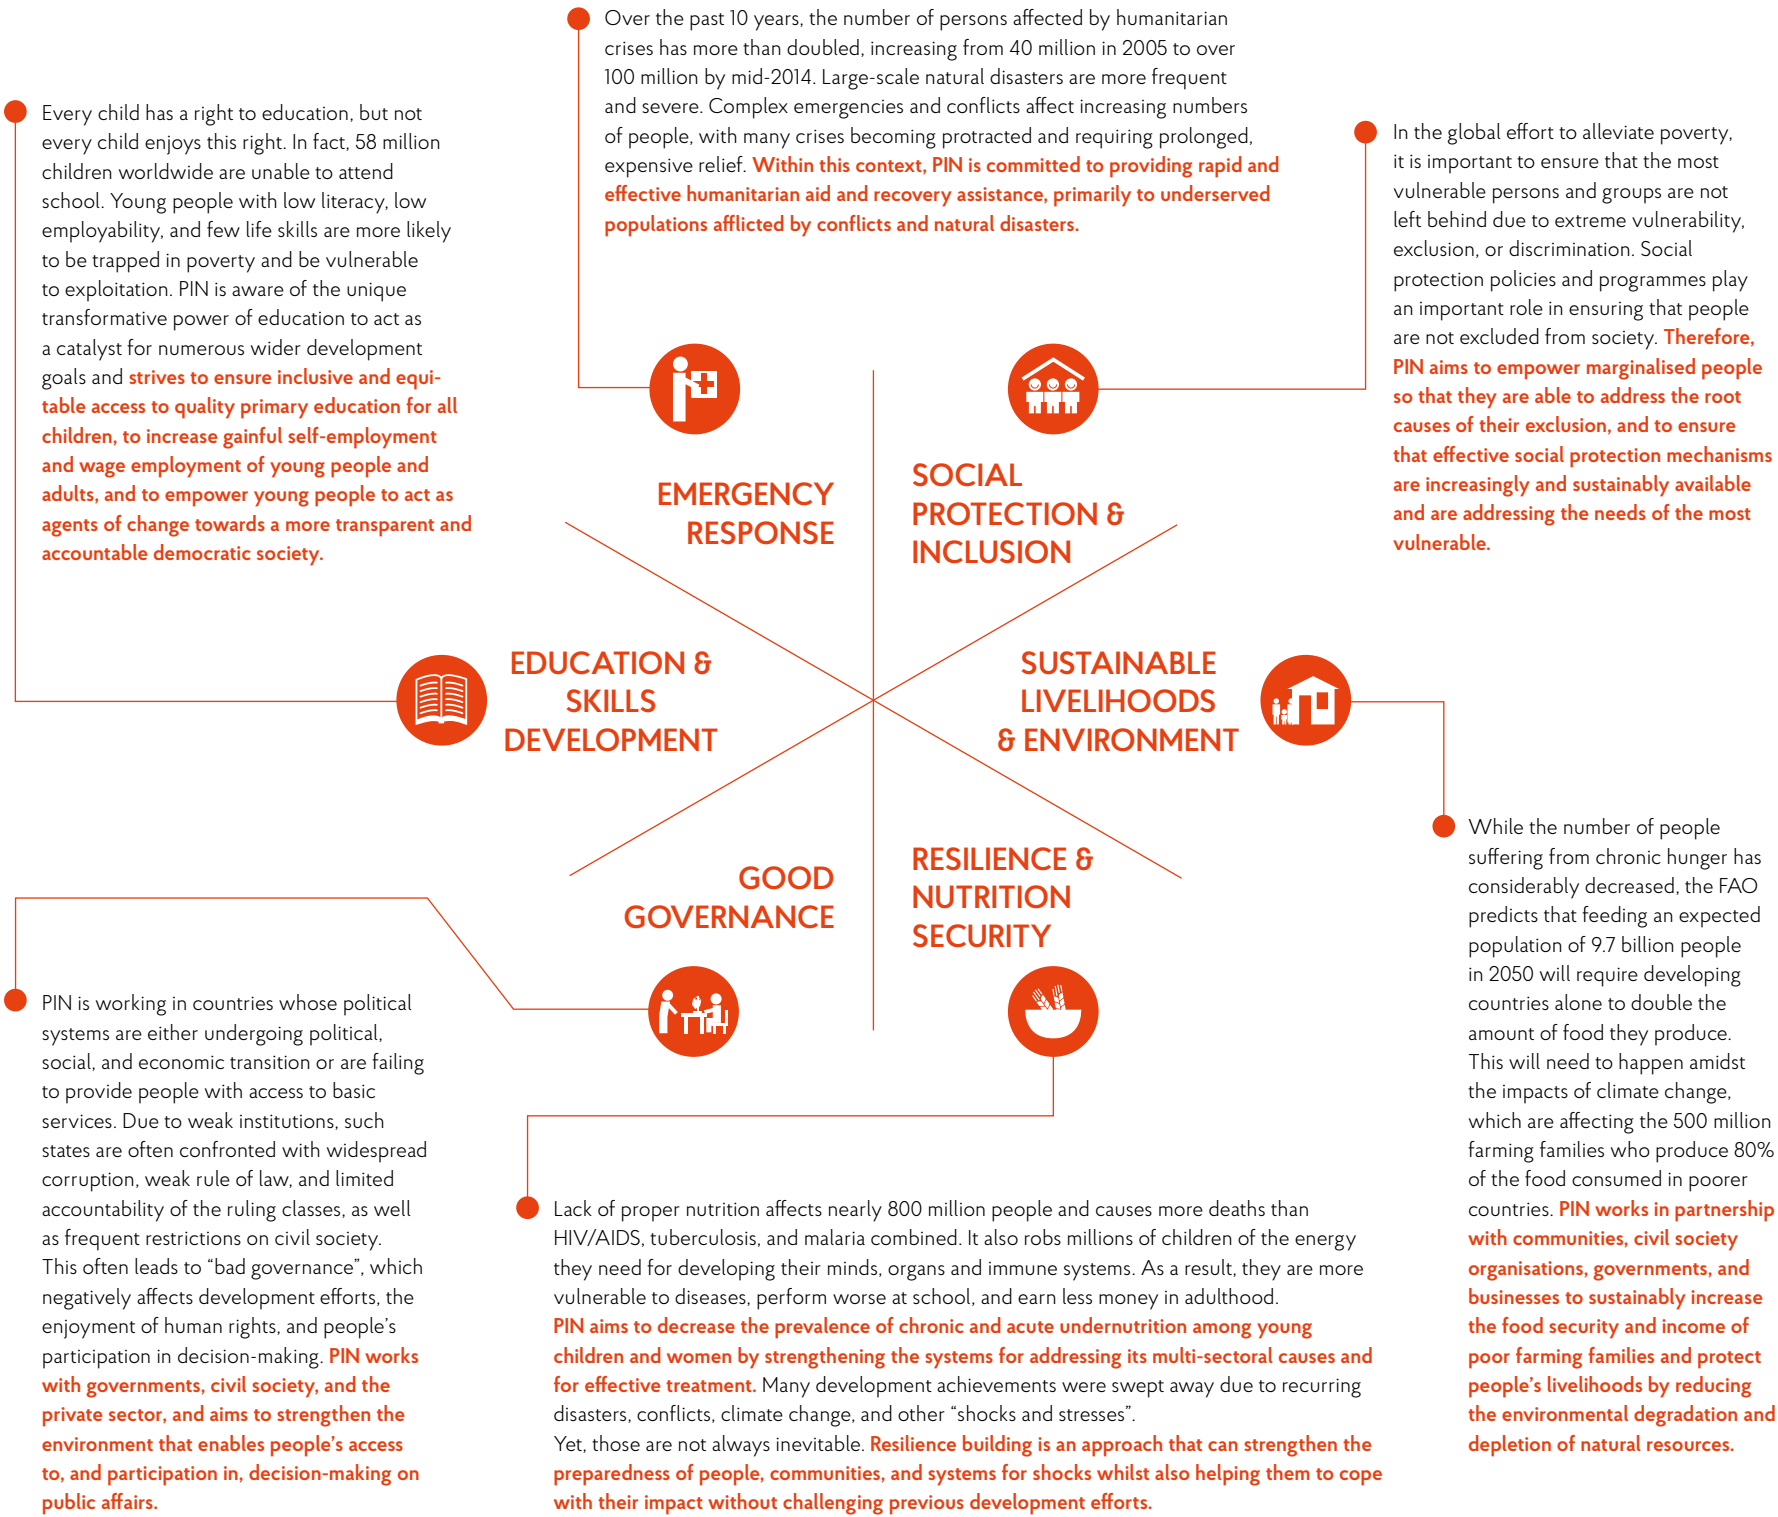 Over the past 10 years, the number of persons affected by humanitarian
crises has more than doubled, increasing from 40 million in 2005 to over
100 million by mid-2014. Large-scale natural disasters are more frequent
and severe. Complex emergencies and conflicts affect increasing numbers
of people, with many crises becoming protracted and requiring prolonged,
expensive relief. Within this context, PIN is committed to providing rapid and
effective humanitarian aid and recovery assistance, primarily to underserved
populations afflicted by conflicts and natural disasters.
Every child has a right to education, but not
every child enjoys this right. In fact, 58 million
children worldwide are unable to attend
school. Young people with low literacy, low
employability, and few life skills are more likely
to be trapped in poverty and be vulnerable
to exploitation. PIN is aware of the unique
transformative power of education to act as
a catalyst for numerous wider development
goals and strives to ensure inclusive and equi-
table access to quality primary education for all
children, to increase gainful self-employment
and wage employment of young people and
adults, and to empower young people to act as
agents of change towards a more transparent and
accountable democratic society.
In the global effort to alleviate poverty,
it is important to ensure that the most
vulnerable persons and groups are not
left behind due to extreme vulnerability,
exclusion, or discrimination. Social
protection policies and programmes play
an important role in ensuring that people
are not excluded from society. Therefore,
PIN aims to empower marginalised people
so that they are able to address the root
causes of their exclusion, and to ensure
that effective social protection mechanisms
are increasingly and sustainably available
and are addressing the needs of the most
vulnerable.
EMERGENCY
RESPONSE
SOCIAL
PROTECTION &
INCLUSION
EDUCATION &
SKILLS
DEVELOPMENT
SUSTAINABLE
LIVELIHOODS
& ENVIRONMENT
GOOD
GOVERNANCE
RESILIENCE &
NUTRITION
SECURITY
While the number of people
suffering from chronic hunger has
considerably decreased, the FAO
predicts that feeding an expected
population of 9.7 billion people
in 2050 will require developing
countries alone to double the
amount of food they produce.
This will need to happen amidst
the impacts of climate change,
which are affecting the 500 million
farming families who produce 80%
of the food consumed in poorer
countries. PIN works in partnership
with communities, civil society
organisations, governments, and
businesses to sustainably increase
the food security and income of
poor farming families and protect
people's livelihoods by reducing
the environmental degradation and
depletion of natural resources.
PIN is working in countries whose political
systems are either undergoing political,
social, and economic transition or are failing
to provide people with access to basic
services. Due to weak institutions, such
states are often confronted with widespread
corruption, weak rule of law, and limited
accountability of the ruling classes, as well
as frequent restrictions on civil society.
This often leads to “bad governance”, which
negatively affects development efforts, the
enjoyment of human rights, and people’s
participation in decision-making. PIN works
with governments, civil society, and the
private sector, and aims to strengthen the
environment that enables people’s access
to, and participation in, decision-making on
public affairs.
Lack of proper nutrition affects nearly 800 million people and causes more deaths than
HIV/AIDS, tuberculosis, and malaria combined. It also robs millions of children of the energy
they need for developing their minds, organs and immune systems. As a result, they are more
vulnerable to diseases, perform worse at school, and earn less money in adulthood.
PIN aims to decrease the prevalence of chronic and acute undernutrition among young
children and women by strengthening the systems for addressing its multi-sectoral causes and
for effective treatment. Many development achievements were swept away due to recurring
disasters, conflicts, climate change, and other “shocks and stresses”.
Yet, those are not always inevitable. Resilience building is an approach that can strengthen the
preparedness of people, communities, and systems for shocks whilst also helping them to cope
with their impact without challenging previous development efforts.